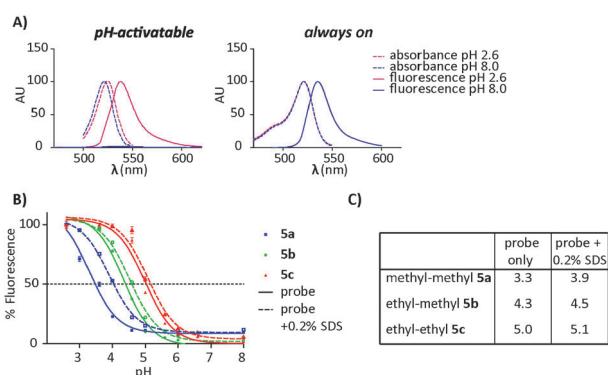 A)
pH-activatable
always on
AU
150
100
50
0
500
550
600
λ(nm)
AU
150
100
50
0
500
550
600
λ(nm)
absorbance pH 2.6
absorbance pH 8.0
fluorescence pH 2.6
fluorescence pH 8.0
B)
% Fluorescence
100
50
0
3
4
5
6
7
8
pH
5a
5b
5c
probe
probe
+0.2% SDS
C)
probe only
probe + 0.2% SDS
methyl-methyl 5a 3.3 3.9
ethyl-methyl 5b 4.3 4.5
ethyl-ethyl 5c 5.0 5.1